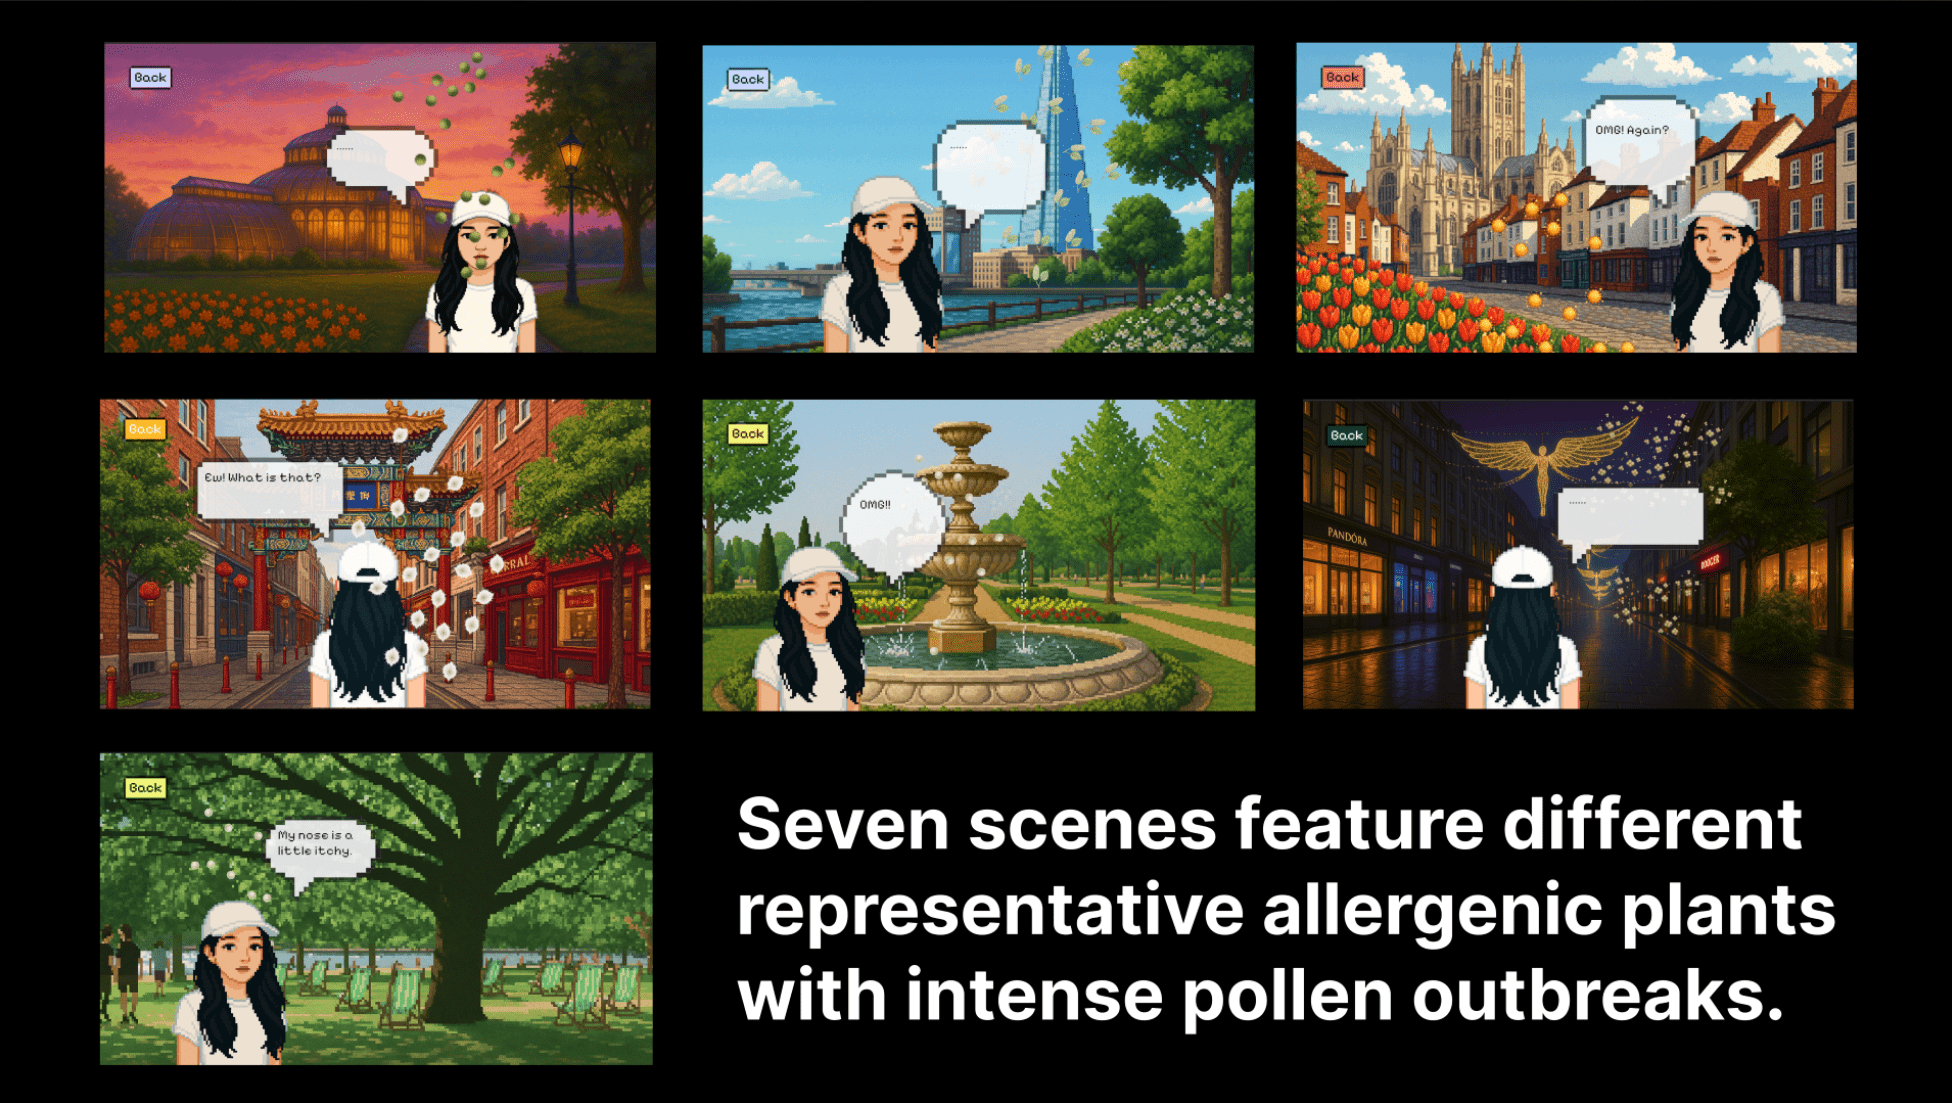 Back
......
Back
......
Back
OMG! Again?
Back
Ew! What is that?
Back
OMG!!
Back
PANDÖRA
......
My nose is a
little itchy.
Back
Seven scenes feature different
representative allergenic plants
with intense pollen outbreaks.